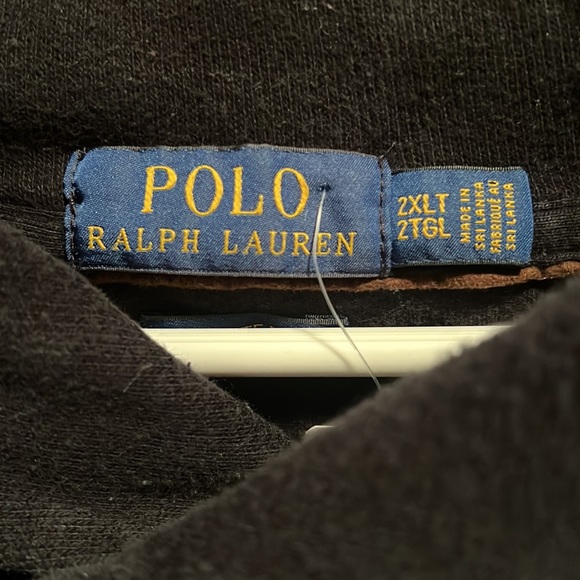 POLO
RALPH LAUREN
2XLT
2TGL
MADE IN
SRI LANKA
FABRIQUÉ AU
SRI LANKA